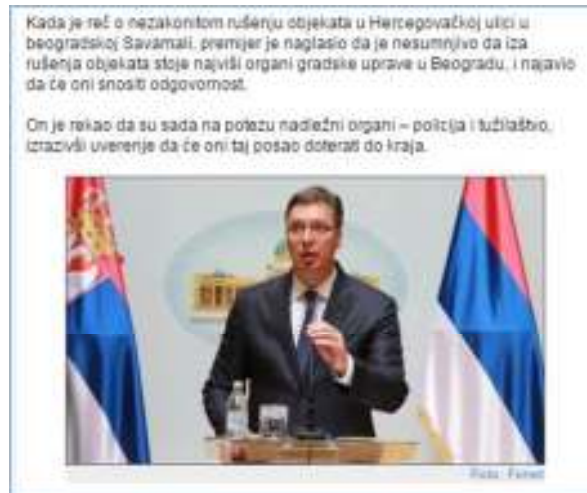 Kada je reč o nezakonitom rušenju objekata u Hercegovačkoj ulici u
beogradskoj Savamali, premijer je naglasio da je nesumnjivo da iza
rušenja objekata stoje najviši organi gradske uprave u Beogradu, i najavio
da će oni snositi odgovornost.
On je rekao da su sada na potezu nadležni organi – policija i tužilaštvo,
izrazivši uverenje da će oni taj posao doterati do kraja.
Foto: Fonet